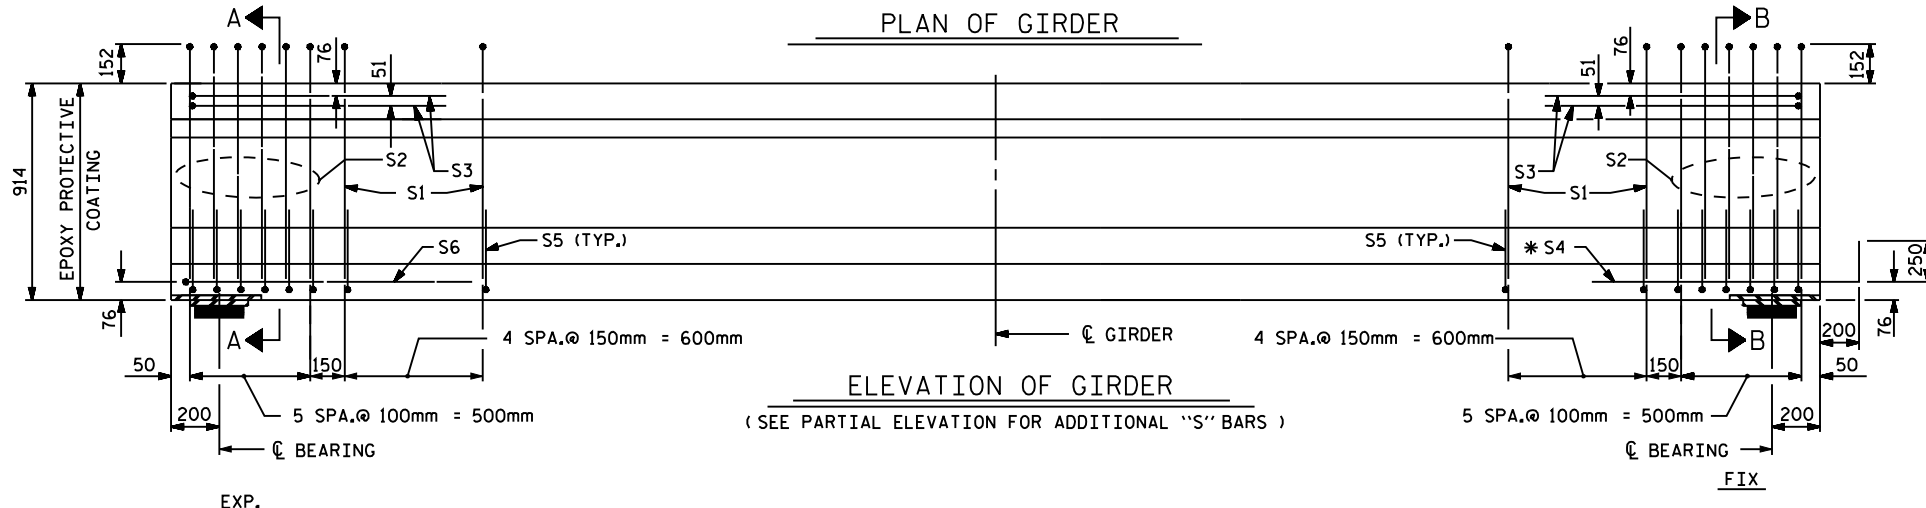 PLAN OF GIRDER
A
B
152
76
51
51
76
152
914
EPOXY PROTECTIVE
COATING
S2
S3
S1
S3
S2
S1
S6
S5 (TYP.)
S5 (TYP.)
* S4
250
76
76
A
B
4 SPA.@ 150mm = 600mm
℄ GIRDER
4 SPA.@ 150mm = 600mm
200
50
150
150
50
ELEVATION OF GIRDER
200
5 SPA.@ 100mm = 500mm
(SEE PARTIAL ELEVATION FOR ADDITIONAL "S" BARS )
5 SPA.@ 100mm = 500mm
200
℄ BEARING
℄ BEARING
FIX
EXP.